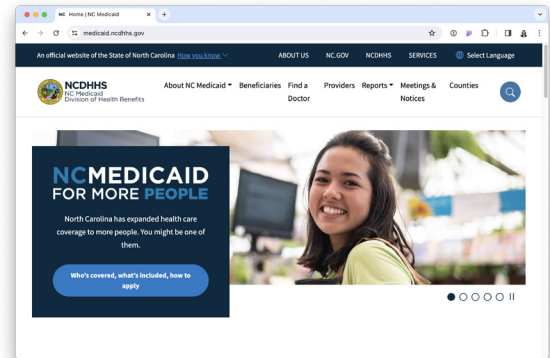 NC Home | NC Medicaid
medicaid.ncdhhs.gov
An official website of the State of North Carolina How you know
ABOUT US NC.GOV NCDHHS SERVICES Select Language
NCDHHS
NC Medicaid
Division of Health Benefits
About NC Medicaid Beneficiaries Find a Doctor Providers Reports Meetings & Notices Counties
NCMEDICAID
FOR MORE PEOPLE
North Carolina has expanded health care
coverage to more people. You might be one of
them.
Who's covered, what's included, how to
apply